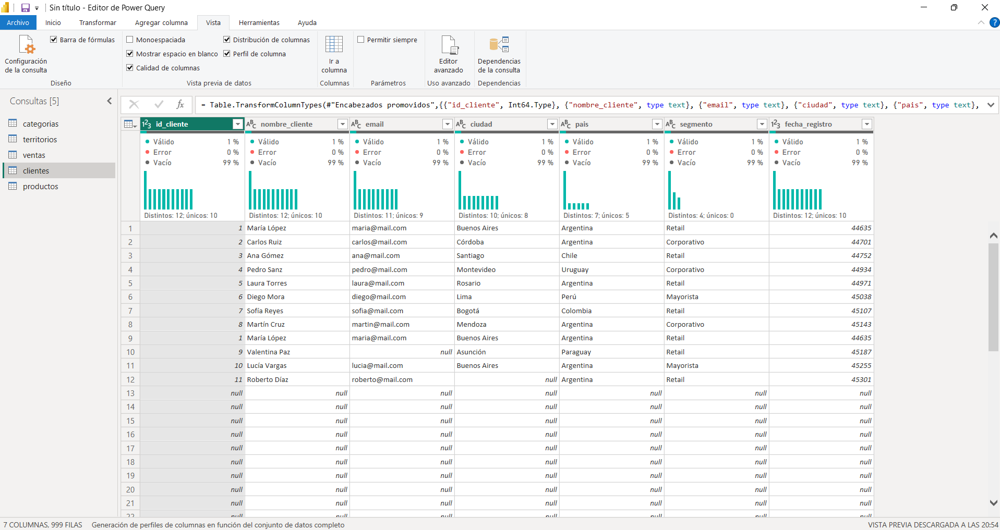 Sin título - Editor de Power Query
Archivo Inicio Transformar Agregar columna Vista Herramientas Ayuda
Configuración de la consulta
Barra de fórmulas
Diseño
Monoespaciada
Mostrar espacio en blanco
Calidad de columnas
Distribución de columnas
Perfil de columna
Vista previa de datos
Ir a columna
Columnas
Permitir siempre
Parámetros
Editor avanzado
Uso avanzado
Dependencias de la consulta
Dependencias
Consultas [5]
categorias
territorios
ventas
clientes
productos
fx = Table.TransformColumnTypes(#"Encabezados promovidos",{{"id_cliente", Int64.Type}, {"nombre_cliente", type text}, {"email", type text}, {"ciudad", type text}, {"pais", type text},
123 id_cliente ABC nombre_cliente ABC email ABC ciudad ABC pais ABC segmento 123 fecha_registro
Válido 1 % Válido 1 % Válido 1 % Válido 1 % Válido 1 % Válido 1 % Válido 1 %
Error 0 % Error 0 % Error 0 % Error 0 % Error 0 % Error 0 % Error 0 %
Vacío 99 % Vacío 99 % Vacío 99 % Vacío 99 % Vacío 99 % Vacío 99 % Vacío 99 %
Distintos: 12; únicos: 10 Distintos: 12; únicos: 10 Distintos: 11; únicos: 9 Distintos: 10; únicos: 8 Distintos: 7; únicos: 5 Distintos: 4; únicos: 0 Distintos: 12; únicos: 10
1 1 María López maria@mail.com Buenos Aires Argentina Retail 44635
2 2 Carlos Ruiz carlos@mail.com Córdoba Argentina Corporativo 44701
3 3 Ana Gómez ana@mail.com Santiago Chile Retail 44752
4 4 Pedro Sanz pedro@mail.com Montevideo Uruguay Corporativo 44934
5 5 Laura Torres laura@mail.com Rosario Argentina Retail 44971
6 6 Diego Mora diego@mail.com Lima Perú Mayorista 45038
7 7 Sofía Reyes sofia@mail.com Bogotá Colombia Retail 45107
8 8 Martín Cruz martin@mail.com Mendoza Argentina Corporativo 45143
9 1 María López maria@mail.com Buenos Aires Argentina Retail 44635
10 9 Valentina Paz null Asunción Paraguay Retail 45187
11 10 Lucía Vargas lucia@mail.com Buenos Aires Argentina Mayorista 45255
12 11 Roberto Díaz roberto@mail.com null Argentina Retail 45301
13 null null null null null null null
14 null null null null null null null
15 null null null null null null null
16 null null null null null null null
17 null null null null null null null
18 null null null null null null null
19 null null null null null null null
20 null null null null null null null
21 null null null null null null null
22 null null null null null null null
7 COLUMNAS, 999 FILAS Generación de perfiles de columnas en función del conjunto de datos completo VISTA PREVIA DESCARGADA A LAS 20:54